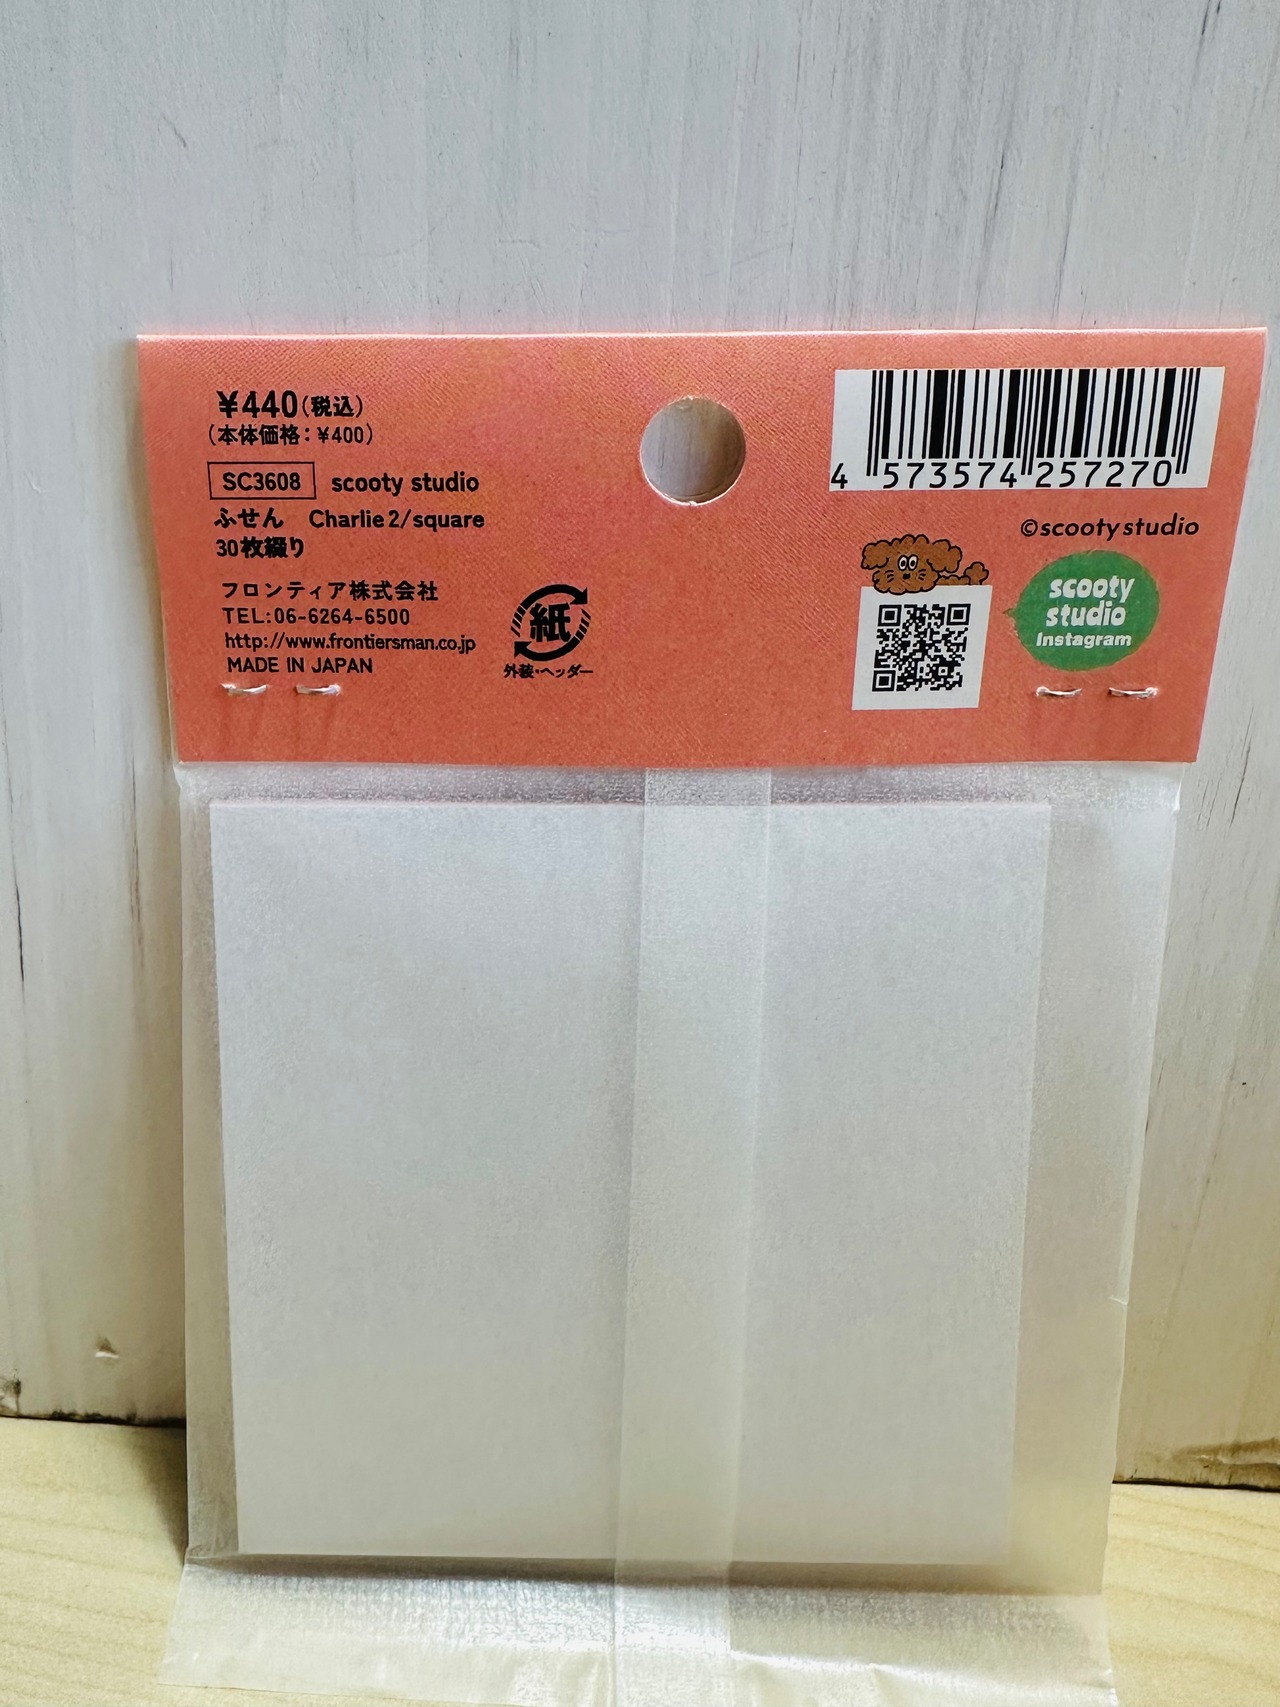 ¥440(税込)
(本体価格：¥400)
SC3608 scooty studio
ふせん Charlie2/square
30枚綴り
フロンティア株式会社
TEL:06-6264-6500
http://www.frontiersman.co.jp
MADE IN JAPAN
紙
外装・ヘッダー
4 573574 257270
©scooty studio
scooty
studio
Instagram